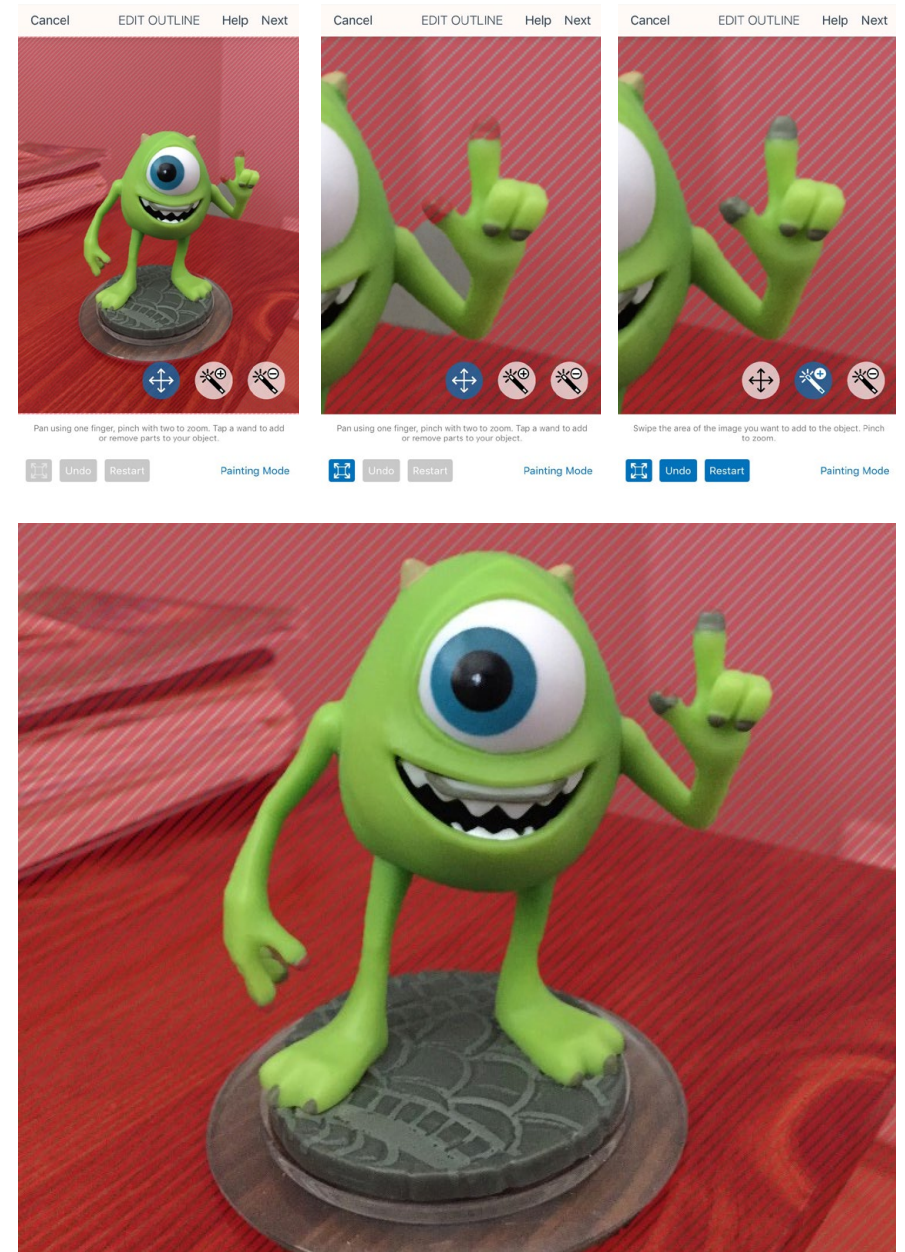 Cancel EDIT OUTLINE Help Next
Pan using one finger, pinch with two to zoom. Tap a wand to add
or remove parts to your object.
Undo Restart Painting Mode
Cancel EDIT OUTLINE Help Next
Pan using one finger, pinch with two to zoom. Tap a wand to add
or remove parts to your object.
Undo Restart Painting Mode
Cancel EDIT OUTLINE Help Next
Swipe the area of the image you want to add to the object. Pinch
to zoom.
Undo Restart Painting Mode